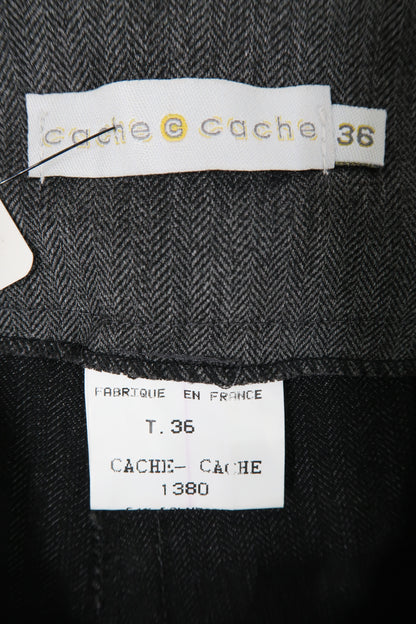 cache © cache 36
FABRIQUE EN FRANCE
T.36
CACHE- CACHE
1380